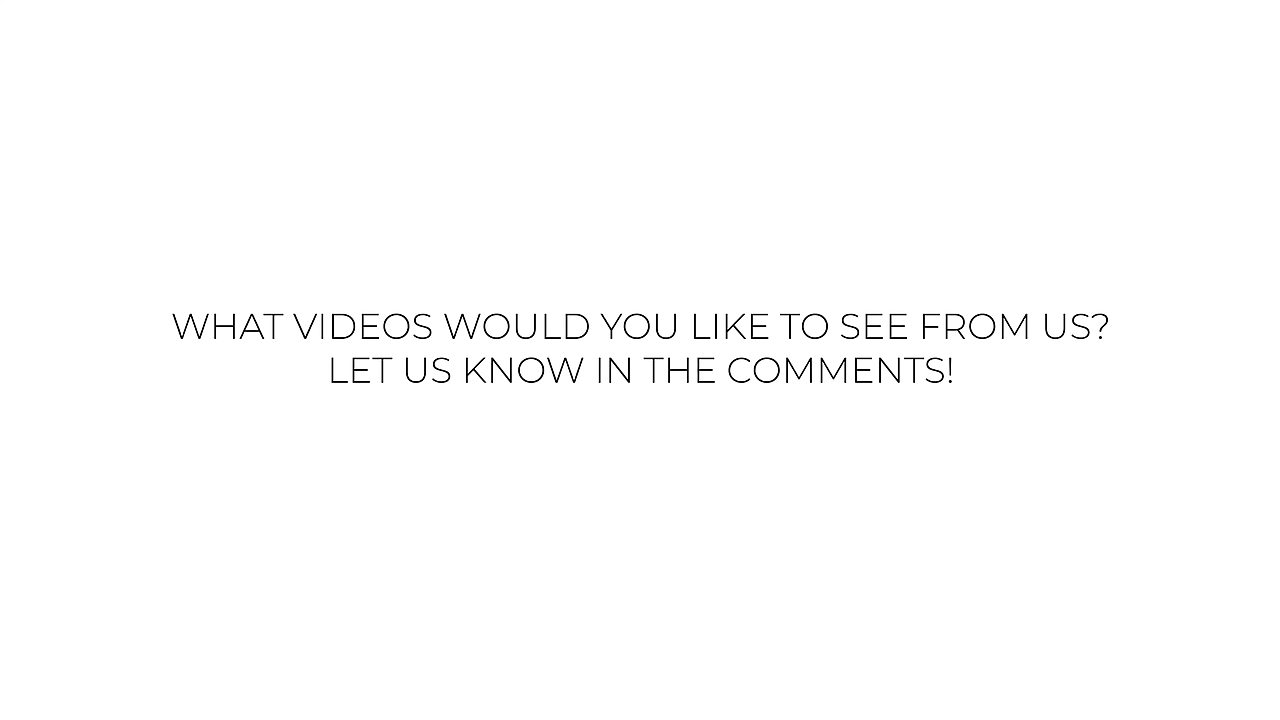 WHAT VIDEOS WOULD YOU LIKE TO SEE FROM US?
LET US KNOW IN THE COMMENTS!